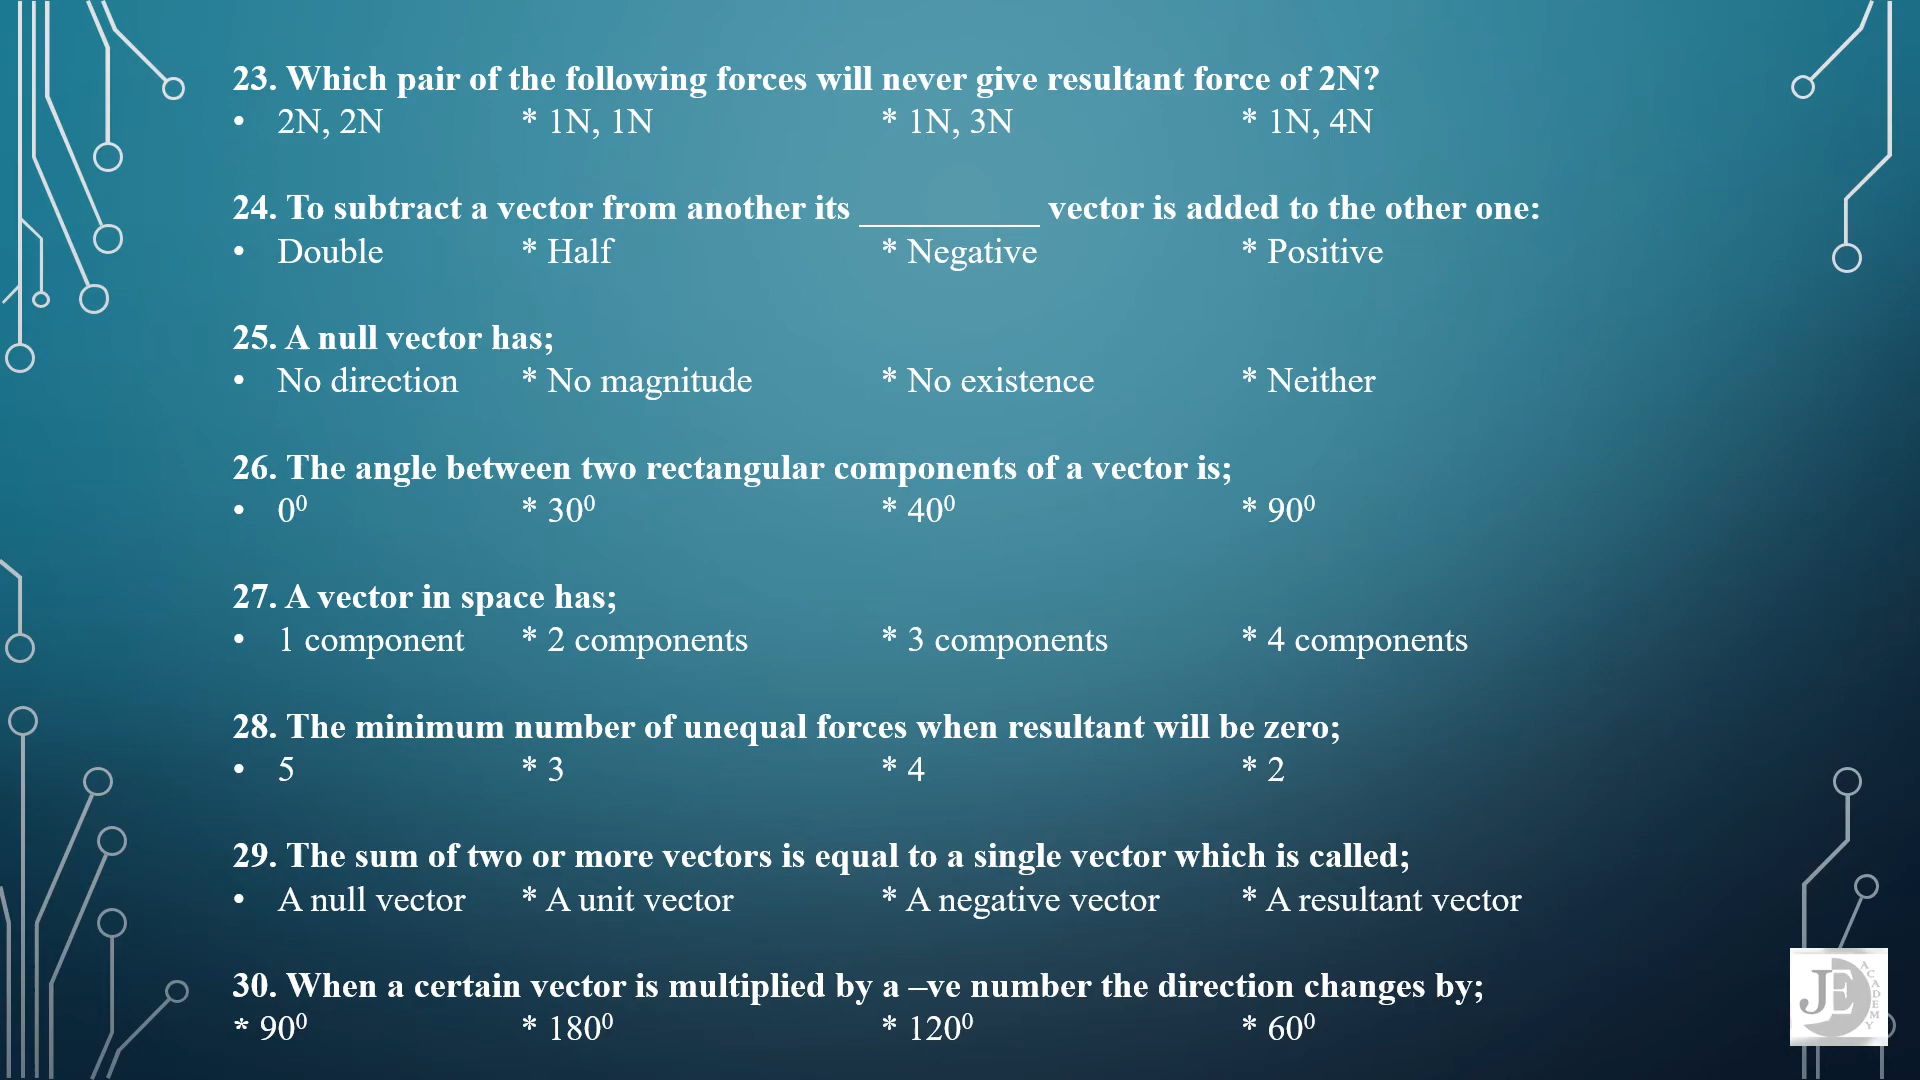 23. Which pair of the following forces will never give resultant force of 2N?
• 2N, 2N * 1N, 1N * 1N, 3N * 1N, 4N
24. To subtract a vector from another its __________ vector is added to the other one:
• Double * Half * Negative * Positive
25. A null vector has;
• No direction * No magnitude * No existence * Neither
26. The angle between two rectangular components of a vector is;
• 0⁰ * 30⁰ * 40⁰ * 90⁰
27. A vector in space has;
• 1 component * 2 components * 3 components * 4 components
28. The minimum number of unequal forces when resultant will be zero;
• 5 * 3 * 4 * 2
29. The sum of two or more vectors is equal to a single vector which is called;
• A null vector * A unit vector * A negative vector * A resultant vector
30. When a certain vector is multiplied by a –ve number the direction changes by;
* 90⁰ * 180⁰ * 120⁰ * 60⁰
JE ACADEMY